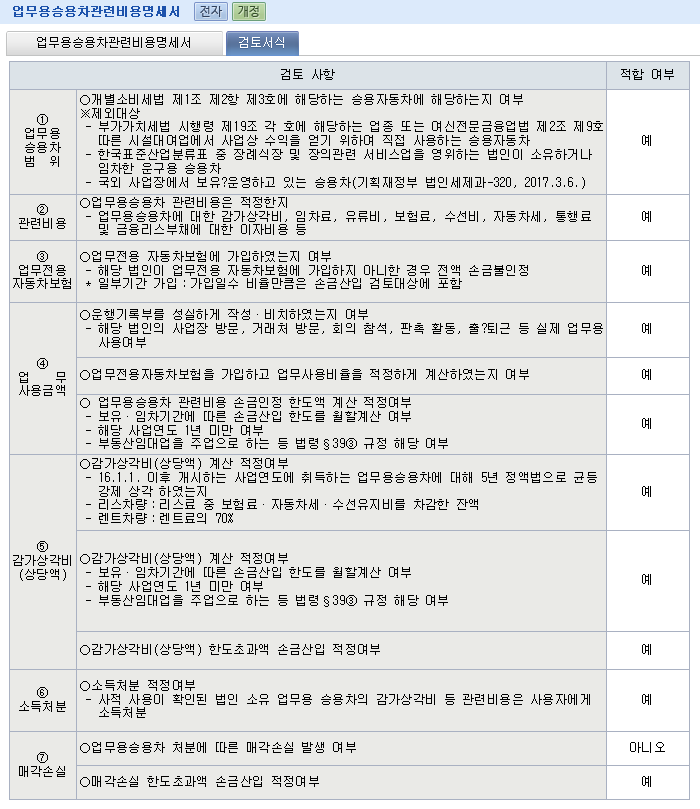 업무용승용차관련비용명세서 전자 개정
업무용승용차관련비용명세서 검토서식
검토 사항 적합 여부
① 업무용 승용차 범 위
○개별소비세법 제1조 제2항 제3호에 해당하는 승용자동차에 해당하는지 여부
※제외대상
- 부가가치세법 시행령 제19조 각 호에 해당하는 업종 또는 여신전문금융업법 제2조 제9호
따른 시설대여업에서 사업상 수익을 얻기 위하여 직접 사용하는 승용자동차
- 한국표준산업분류표 중 장례식장 및 장의관련 서비스업을 영위하는 법인이 소유하거나
임차한 운구용 승용차
- 국외 사업장에서 보유?운영하고 있는 승용차(기획재정부 법인세제과-320, 2017.3.6.)
예
② 관련비용
○업무용승용차 관련비용은 적정한지
- 업무용승용차에 대한 감가상각비, 임차료, 유류비, 보험료, 수선비, 자동차세, 통행료
및 금융리스부채에 대한 이자비용 등
예
③ 업무전용 자동차보험
○업무전용 자동차보험에 가입하였는지 여부
- 해당 법인이 업무전용 자동차보험에 가입하지 아니한 경우 전액 손금불인정
* 일부기간 가입 : 가입일수 비율만큼은 손금산입 검토대상에 포함
예
④ 업 무 사용금액
○운행기록부를 성실하게 작성·비치하였는지 여부
- 해당 법인의 사업장 방문, 거래처 방문, 회의 참석, 판촉 활동, 출?퇴근 등 실제 업무용
사용여부
예
○업무전용자동차보험을 가입하고 업무사용비율을 적정하게 계산하였는지 여부
예
○ 업무용승용차 관련비용 손금인정 한도액 계산 적정여부
- 보유·임차기간에 따른 손금산입 한도를 월할계산 여부
- 해당 사업연도 1년 미만 여부
- 부동산임대업을 주업으로 하는 등 법령§39③ 규정 해당 여부
예
⑤ 감가상각비 (상당액)
○감가상각비(상당액) 계산 적정여부
- 16.1.1. 이후 개시하는 사업연도에 취득하는 업무용승용차에 대해 5년 정액법으로 균등
강제 상각 하였는지
- 리스차량 : 리스료 중 보험료·자동차세·수선유지비를 차감한 잔액
- 렌트차량 : 렌트료의 70%
예
○감가상각비(상당액) 계산 적정여부
- 보유·임차기간에 따른 손금산입 한도를 월할계산 여부
- 해당 사업연도 1년 미만 여부
- 부동산임대업을 주업으로 하는 등 법령§39③ 규정 해당 여부
예
○감가상각비(상당액) 한도초과액 손금산입 적정여부
예
⑥ 소득처분
○소득처분 적정여부
- 사적 사용이 확인된 법인 소유 업무용 승용차의 감가상각비 등 관련비용은 사용자에게
소득처분
예
⑦ 매각손실
○업무용승용차 처분에 따른 매각손실 발생 여부
아니오
○매각손실 한도초과액 손금산입 적정여부
예